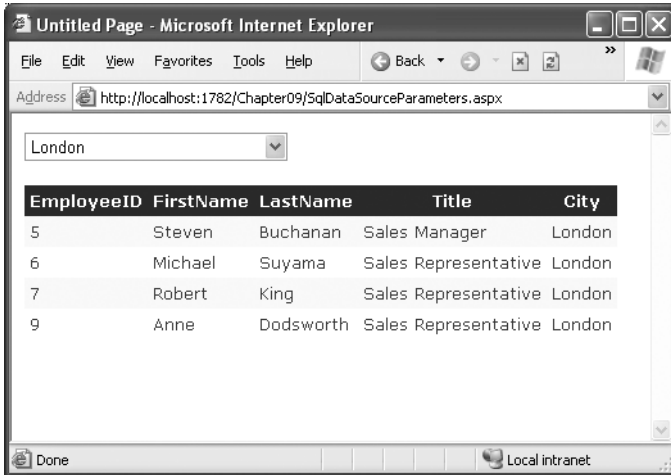 Untitled Page - Microsoft Internet Explorer
File Edit View Favorites Tools Help Back »
Address http://localhost:1782/Chapter09/SqlDataSourceParameters.aspx
London
EmployeeID FirstName LastName Title City
5 Steven Buchanan Sales Manager London
6 Michael Suyama Sales Representative London
7 Robert King Sales Representative London
9 Anne Dodsworth Sales Representative London
Done Local intranet